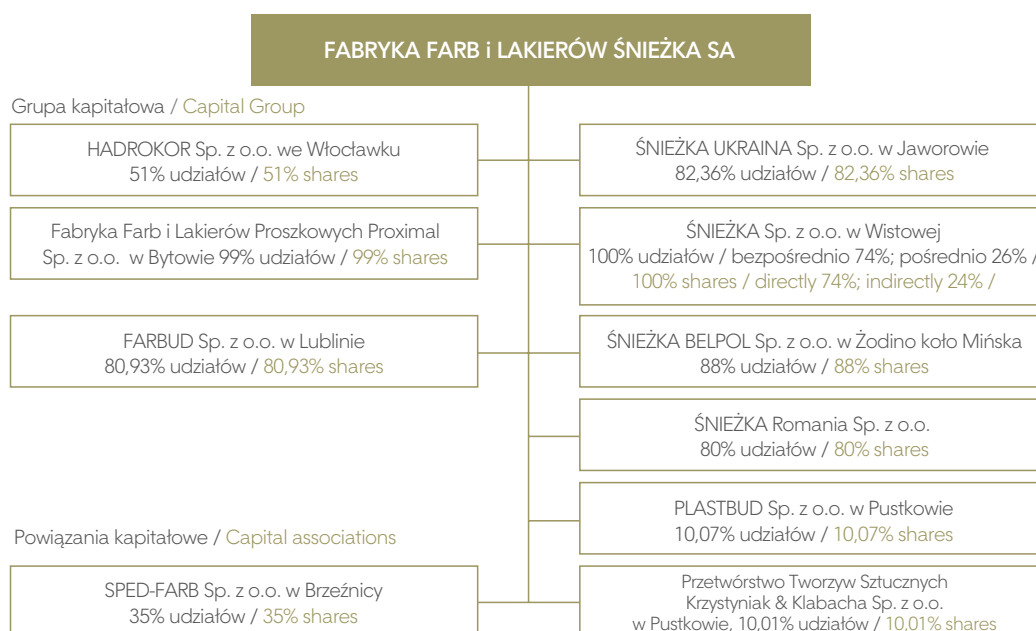 FABRYKA FARB i LAKIERÓW ŚNIEŻKA SA
Grupa kapitałowa / Capital Group
HADROKOR Sp. z o.o. we Włocławku
51% udziałów / 51% shares
Fabryka Farb i Lakierów Proszkowych Proximal
Sp. z o.o. w Bytowie 99% udziałów / 99% shares
FARBUD Sp. z o.o. w Lublinie
80,93% udziałów / 80,93% shares
Powiązania kapitałowe / Capital associations
SPED-FARB Sp. z o.o. w Brzeźnicy
35% udziałów / 35% shares
ŚNIEŻKA UKRAINA Sp. z o.o. w Jaworowie
82,36% udziałów / 82,36% shares
ŚNIEŻKA Sp. z o.o. w Wistowej
100% udziałów / bezpośrednio 74%; pośrednio 26% /
100% shares / directly 74%; indirectly 24% /
ŚNIEŻKA BELPOL Sp. z o.o. w Żodino koło Mińska
88% udziałów / 88% shares
ŚNIEŻKA Romania Sp. z o.o.
80% udziałów / 80% shares
PLASTBUD Sp. z o.o. w Pustkowie
10,07% udziałów / 10,07% shares
Przetwórstwo Tworzyw Sztucznych
Krzystyniak & Klabacha Sp. z o.o.
w Pustkowie, 10,01% udziałów / 10,01% shares